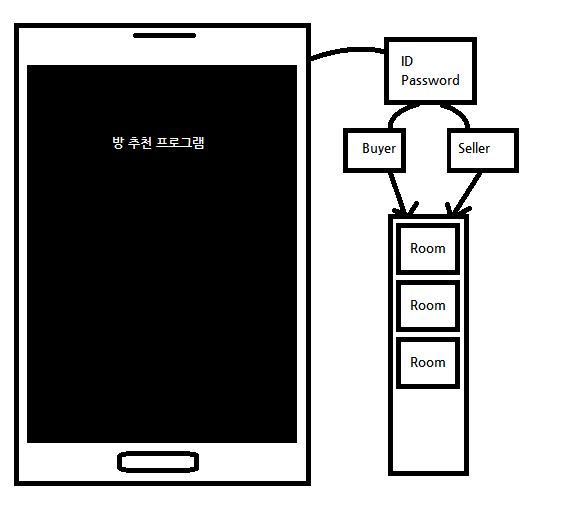 방 추천 프로그램
ID
Password
Buyer
Seller
Room
Room
Room